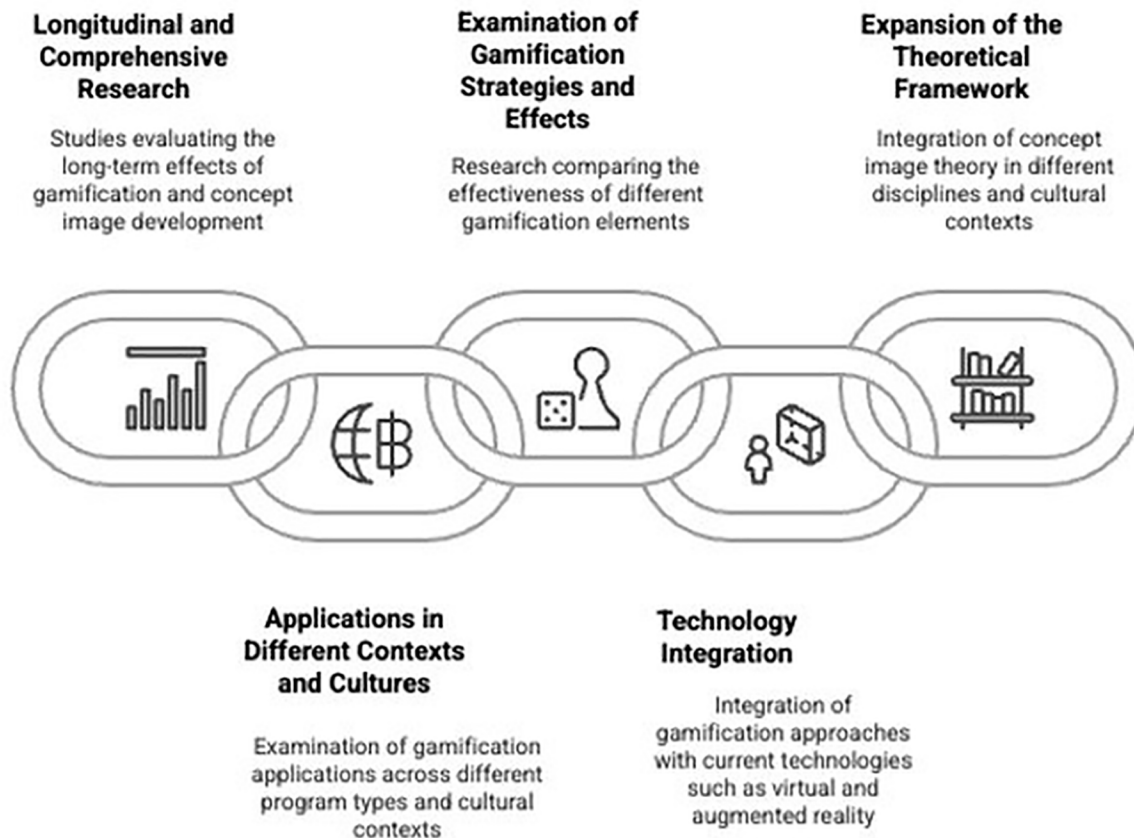 Longitudinal and
Comprehensive
Research
Studies evaluating the
long-term effects of
gamification and concept
image development
Examination of
Gamification
Strategies and
Effects
Research comparing the
effectiveness of different
gamification elements
Expansion of the
Theoretical
Framework
Integration of concept
image theory in different
disciplines and cultural
contexts
Applications in
Different Contexts
and Cultures
Examination of gamification
applications across different
program types and cultural
contexts
Technology
Integration
Integration of
gamification approaches
with current technologies
such as virtual and
augmented reality